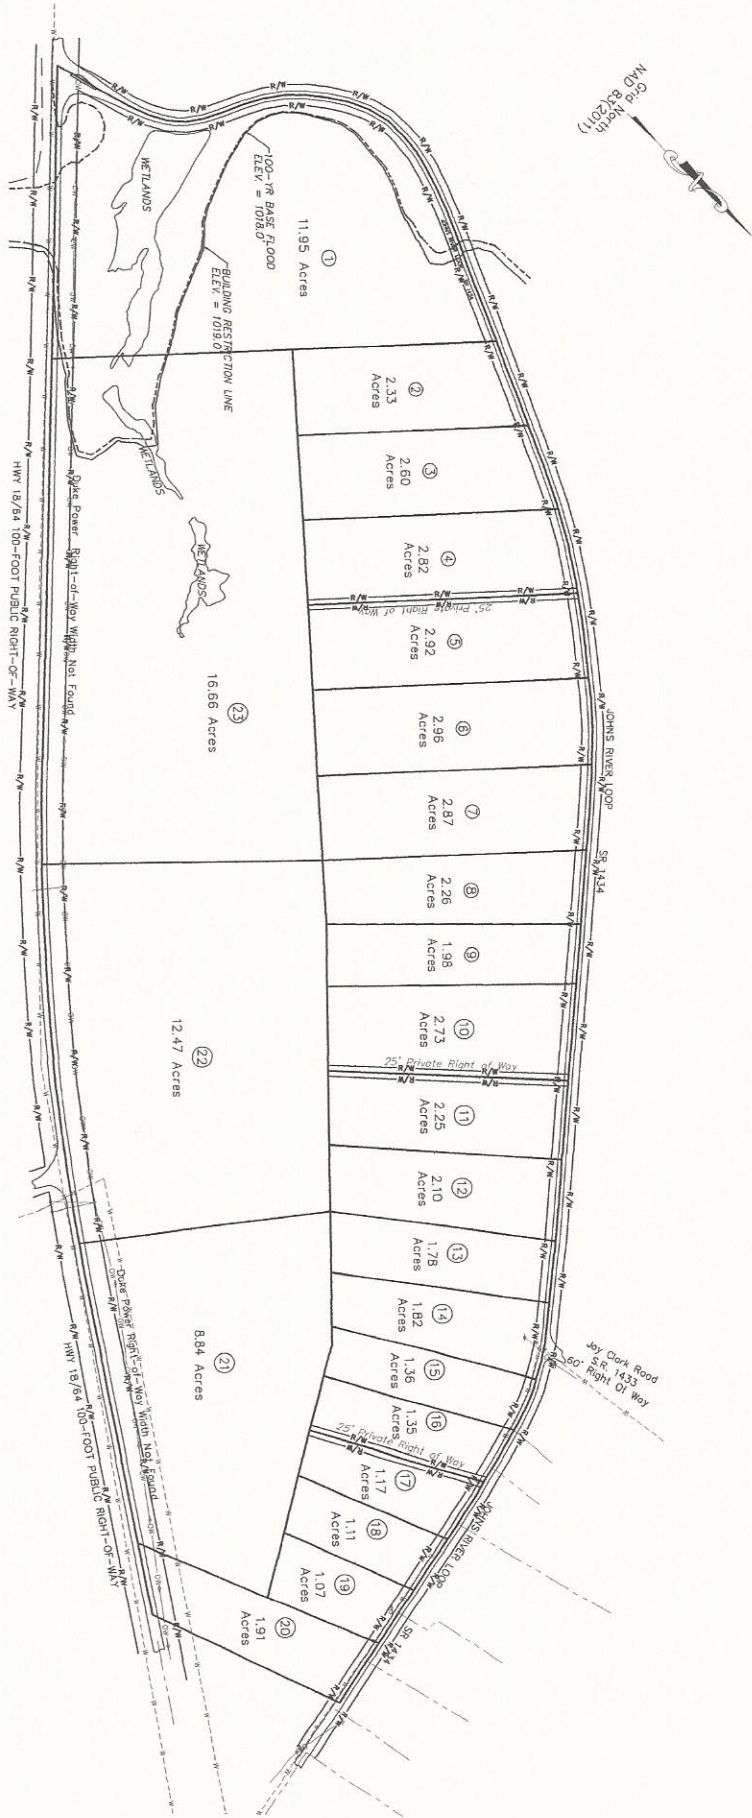 Grid North
NAD 83(2011)
WETLANDS
100-YR BASE FLOOD
ELEV. = 1018.0'
BUILDING RESTRICTION LINE
ELEV. = 1019.0'
①
11.95 Acres
②
2.33
Acres
③
2.60
Acres
④
2.82
Acres
25' Private Right of Way
⑤
2.92
Acres
⑥
2.96
Acres
⑦
2.87
Acres
⑧
2.26
Acres
⑨
1.98
Acres
⑩
2.73
Acres
25' Private Right of Way
⑪
2.25
Acres
⑫
2.10
Acres
⑬
1.78
Acres
⑭
1.82
Acres
⑮
1.36
Acres
⑯
1.35
Acres
25' Private Right of Way
⑰
1.17
Acres
⑱
1.11
Acres
⑲
1.07
Acres
⑳
1.91
Acres
㉑
8.84 Acres
㉒
12.47 Acres
㉓
16.66 Acres
WETLANDS
WETLANDS
JOHNS RIVER LOOP
SR 1434
Joy Clark Road
S.R. 1433
60' Right Of Way
JOHNS RIVER LOOP
SR 1434
Duke Power Right-of-Way Width Not Found
HWY 18/64 100-FOOT PUBLIC RIGHT-OF-WAY
Duke Power Right-of-Way Width Not Found
HWY 18/64 100-FOOT PUBLIC RIGHT-OF-WAY
R/W